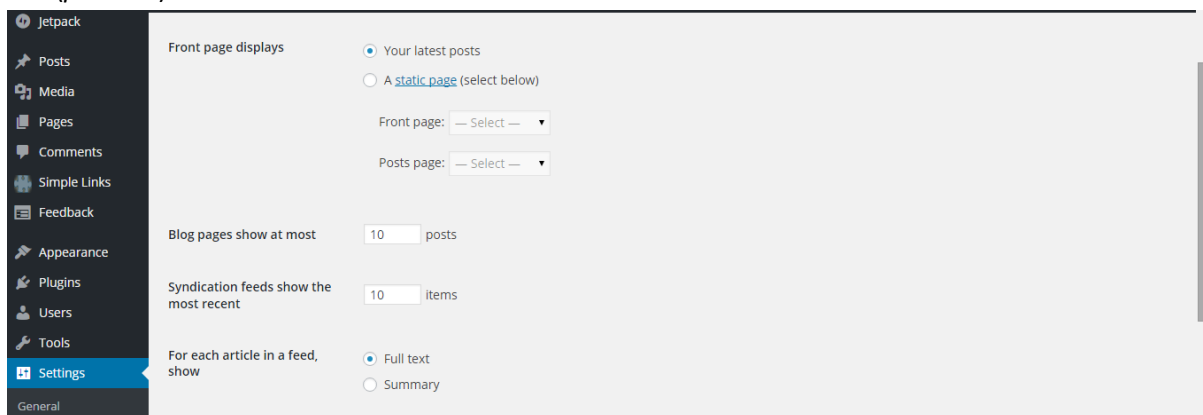 Jetpack
Posts
Media
Pages
Comments
Simple Links
Feedback
Appearance
Plugins
Users
Tools
Settings
General
Front page displays
Your latest posts
A static page (select below)
Front page: — Select —
Posts page: — Select —
Blog pages show at most 10 posts
Syndication feeds show the
most recent
10 items
For each article in a feed,
show
Full text
Summary